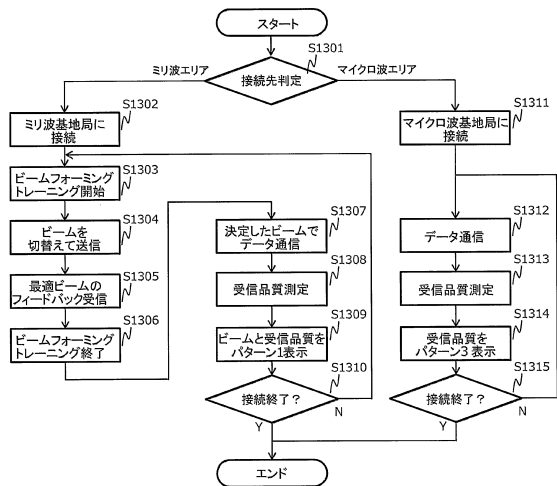 スタート
S1301
ミリ波エリア
接続先判定
マイクロ波エリア
S1302
ミリ波基地局に
接続
S1303
ビームフォーミング
トレーニング開始
S1304
ビームを
切替えて送信
S1305
最適ビームの
フィードバック受信
S1306
ビームフォーミング
トレーニング終了
S1307
決定したビームで
データ通信
S1308
受信品質測定
S1309
ビームと受信品質を
パターン1表示
S1310
接続終了?
N
Y
S1311
マイクロ波基地局に
接続
S1312
データ通信
S1313
受信品質測定
S1314
受信品質を
パターン3表示
S1315
接続終了?
N
Y
エンド